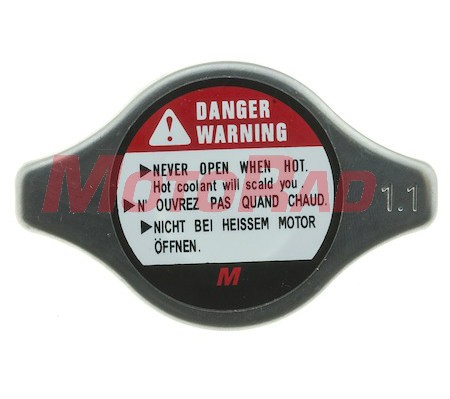 DANGER
WARNING
▶NEVER OPEN WHEN HOT.
Hot coolant will scald you.
▶N' OUVREZ PAS QUAND CHAUD.
▶NICHT BEI HEISSEM MOTOR
ÖFFNEN.
M
1.1
MOTORAD